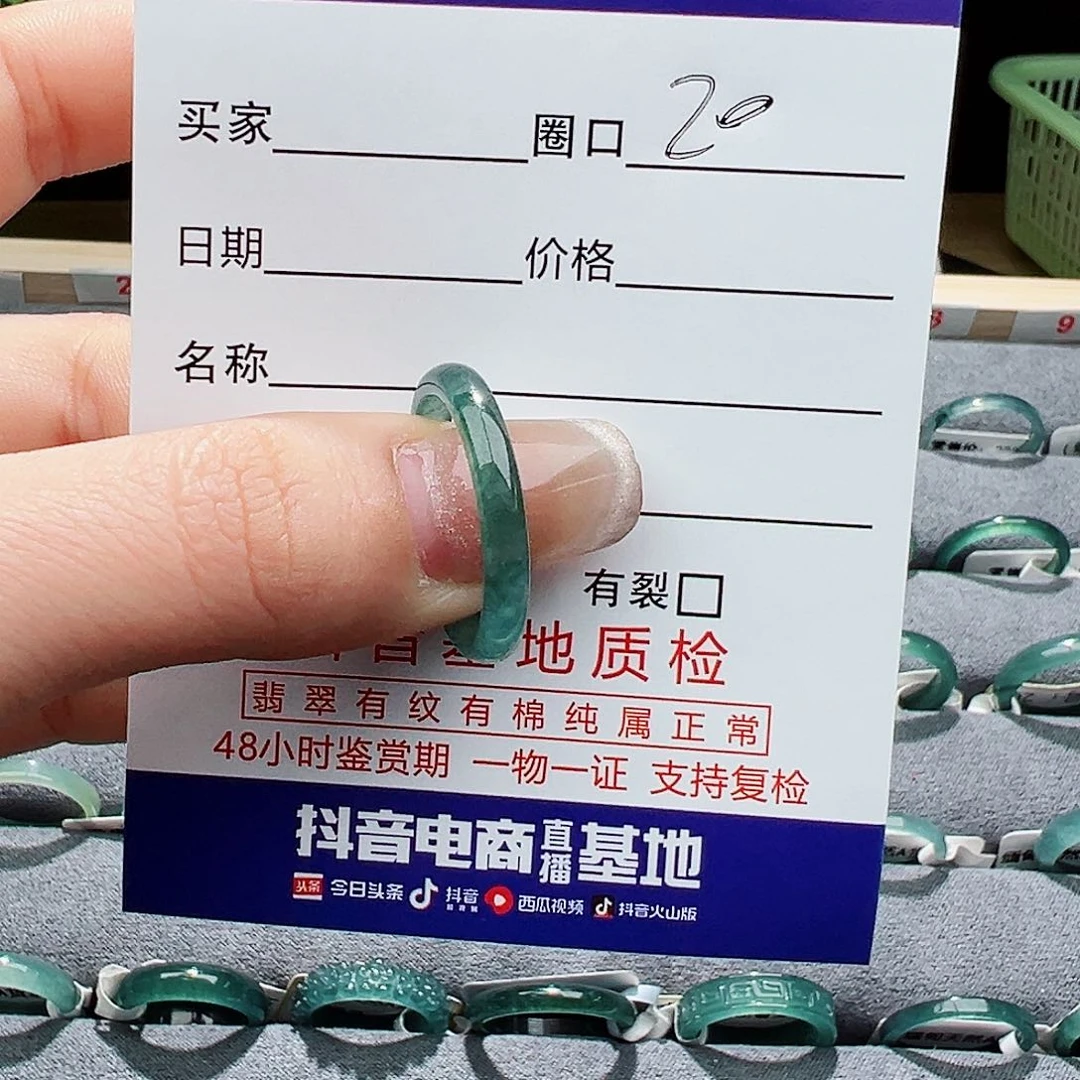 买家 圈口 20
日期 价格
名称
有裂□
基地质检
翡翠有纹有棉纯属正常
48小时鉴赏期 一物一证 支持复检
抖音电商直播基地
头条 今日头条 抖音 西瓜视频 抖音火山版
9